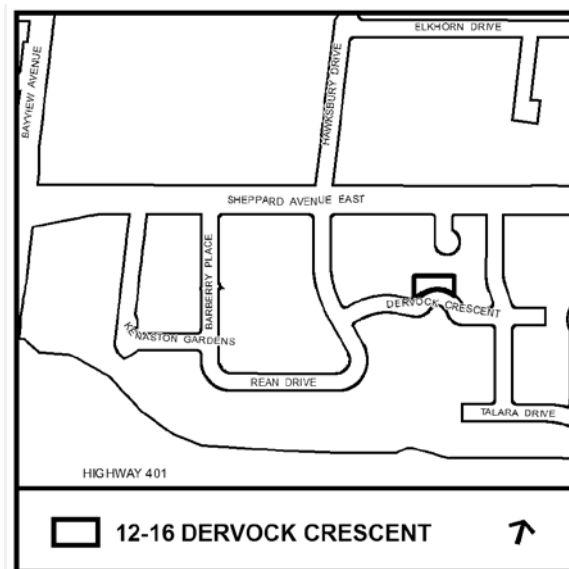 ELKHORN DRIVE
BAYVIEW AVENUE
HAWKSBURY DRIVE
SHEPPARD AVENUE EAST
BARBERRY PLACE
DERVOCK CRESCENT
KENASTON GARDENS
REAN DRIVE
TALARA DRIVE
HIGHWAY 401
12-16 DERVOCK CRESCENT